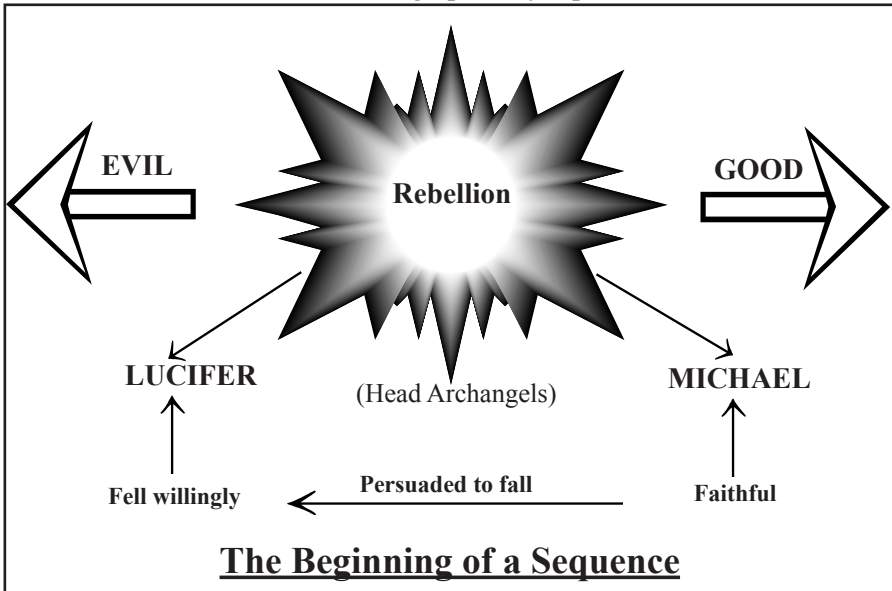 EVIL
GOOD
Rebellion
LUCIFER
MICHAEL
(Head Archangels)
Fell willingly
Persuaded to fall
Faithful
The Beginning of a Sequence